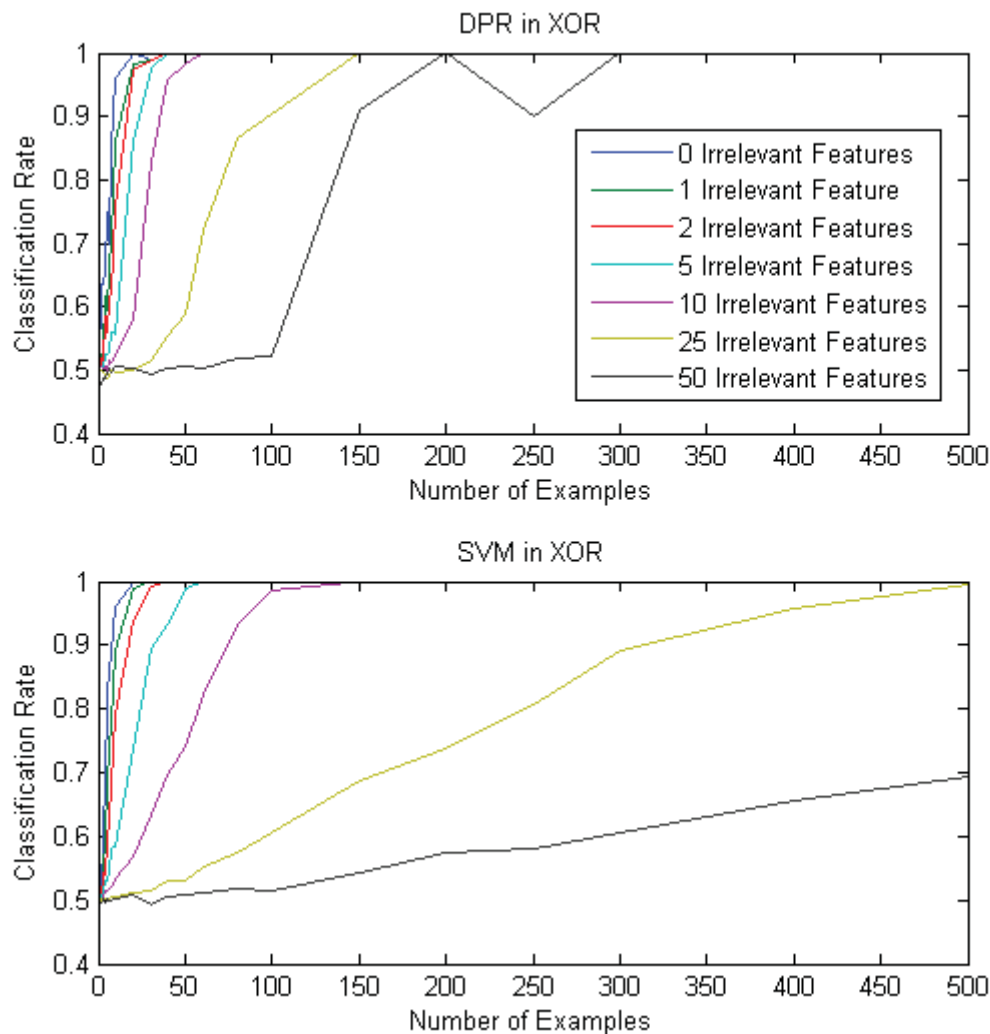 DPR in XOR
1
0.9
0.8
0.7
0.6
0.5
0.4
Classification Rate
0 Irrelevant Features
1 Irrelevant Feature
2 Irrelevant Features
5 Irrelevant Features
10 Irrelevant Features
25 Irrelevant Features
50 Irrelevant Features
0 50 100 150 200 250 300 350 400 450 500
Number of Examples
SVM in XOR
1
0.9
0.8
0.7
0.6
0.5
0.4
Classification Rate
0 50 100 150 200 250 300 350 400 450 500
Number of Examples